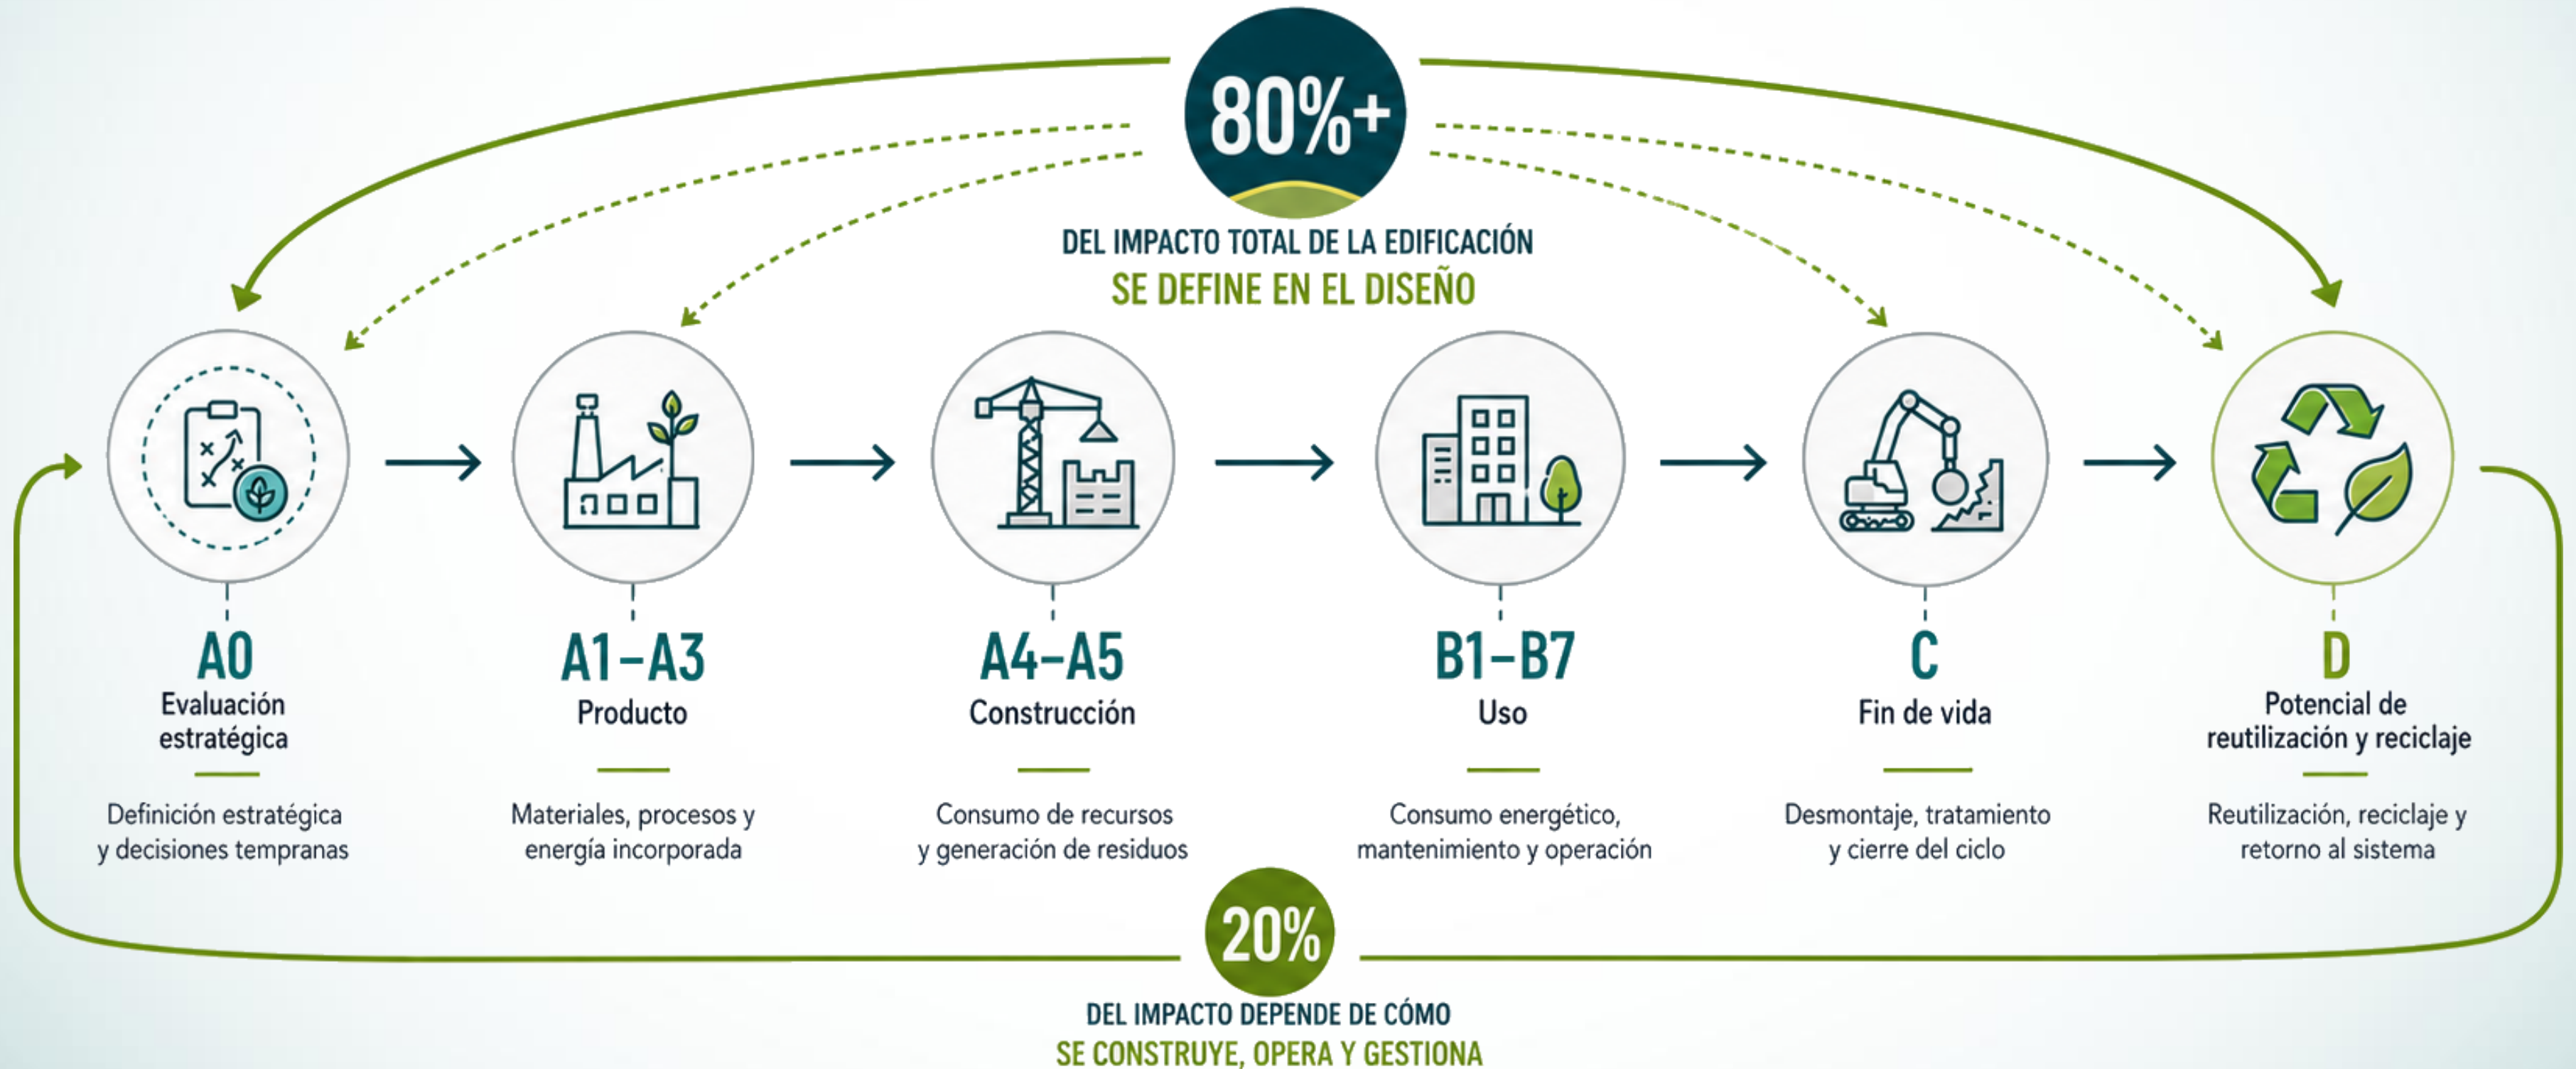 80%+
DEL IMPACTO TOTAL DE LA EDIFICACIÓN
SE DEFINE EN EL DISEÑO
A0
Evaluación
estratégica
Definición estratégica
y decisiones tempranas
A1–A3
Producto
Materiales, procesos y
energía incorporada
A4–A5
Construcción
Consumo de recursos
y generación de residuos
B1–B7
Uso
Consumo energético,
mantenimiento y operación
C
Fin de vida
Desmontaje, tratamiento
y cierre del ciclo
D
Potencial de
reutilización y reciclaje
Reutilización, reciclaje y
retorno al sistema
20%
DEL IMPACTO DEPENDE DE CÓMO
SE CONSTRUYE, OPERA Y GESTIONA